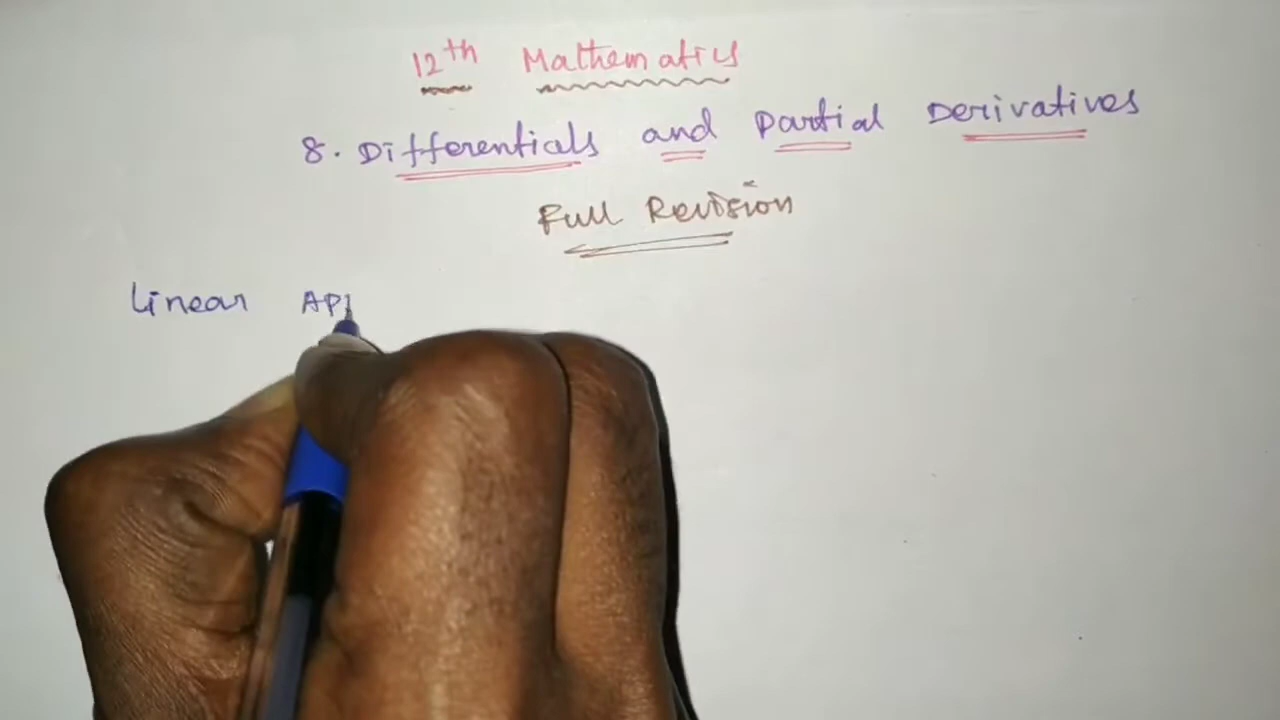 12th Mathematics
8. Differentials and Partial Derivatives
Full Revision
Linear